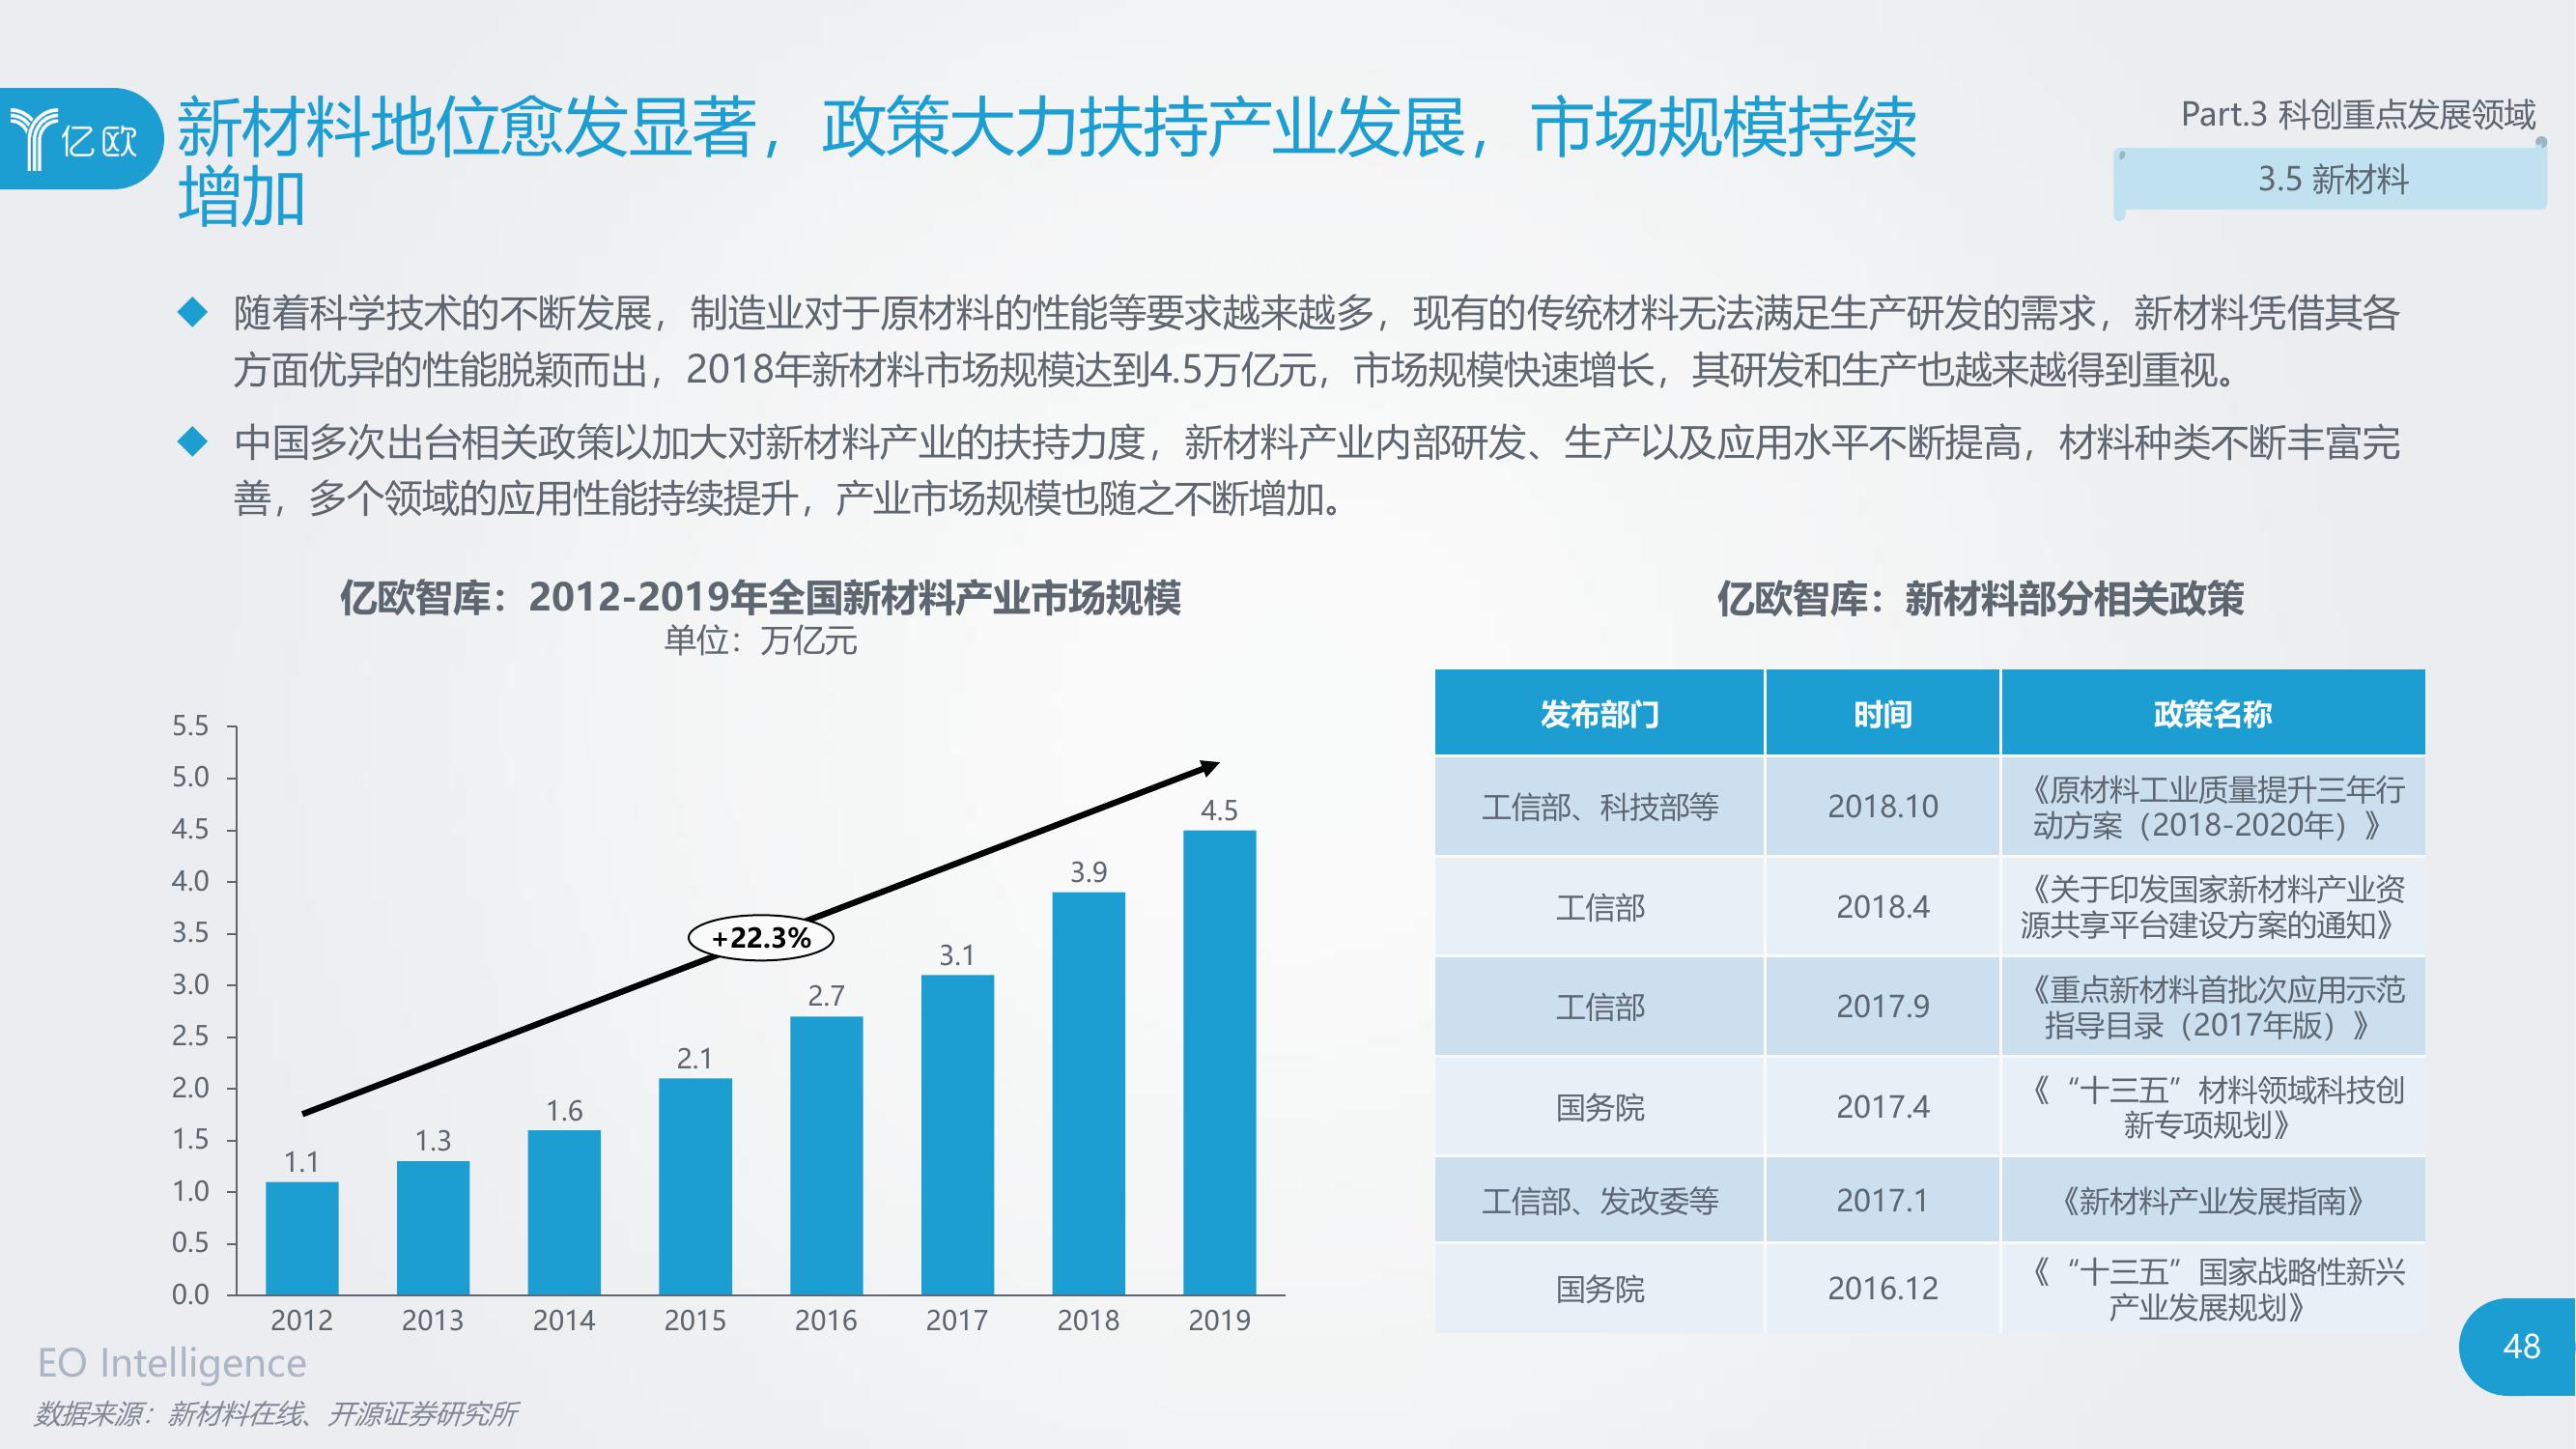 亿欧
新材料地位愈发显著，政策大力扶持产业发展，市场规模持续
增加
Part.3 科创重点发展领域
3.5 新材料
随着科学技术的不断发展，制造业对于原材料的性能等要求越来越多，现有的传统材料无法满足生产研发的需求，新材料凭借其各
方面优异的性能脱颖而出，2018年新材料市场规模达到4.5万亿元，市场规模快速增长，其研发和生产也越来越得到重视。
中国多次出台相关政策以加大对新材料产业的扶持力度，新材料产业内部研发、生产以及应用水平不断提高，材料种类不断丰富完
善，多个领域的应用性能持续提升，产业市场规模也随之不断增加。
亿欧智库：2012-2019年全国新材料产业市场规模
单位：万亿元
5.5
5.0
4.5
4.0
3.5
3.0
2.5
2.0
1.5
1.0
0.5
0.0
1.1
1.3
1.6
2.1
2.7
3.1
3.9
4.5
+22.3%
2012 2013 2014 2015 2016 2017 2018 2019
亿欧智库：新材料部分相关政策
发布部门 时间 政策名称
工信部、科技部等 2018.10 《原材料工业质量提升三年行
动方案（2018-2020年）》
工信部 2018.4 《关于印发国家新材料产业资
源共享平台建设方案的通知》
工信部 2017.9 《重点新材料首批次应用示范
指导目录（2017年版）》
国务院 2017.4 《“十三五”材料领域科技创
新专项规划》
工信部、发改委等 2017.1 《新材料产业发展指南》
国务院 2016.12 《“十三五”国家战略性新兴
产业发展规划》
EO Intelligence
数据来源：新材料在线、开源证券研究所
48